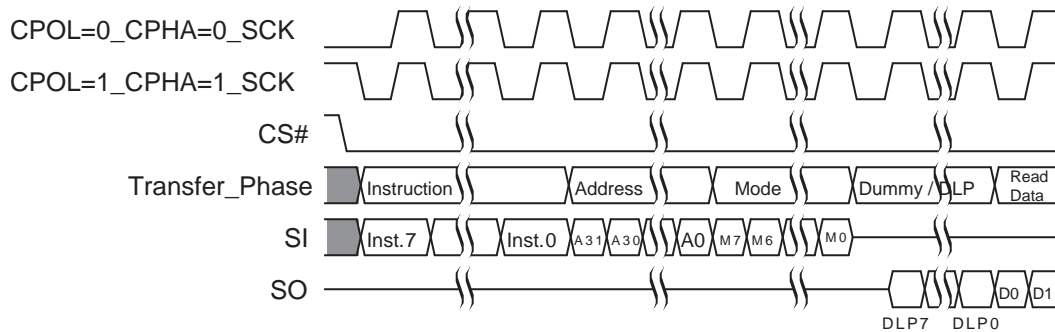 CPOL=0_CPHA=0_SCK
CPOL=1_CPHA=1_SCK
CS#
Transfer_Phase Instruction Address Mode Dummy / DLP Read Data
SI Inst.7 Inst.0 A31 A30 A0 M7 M6 M0
SO D0 D1
DLP7 DLP0